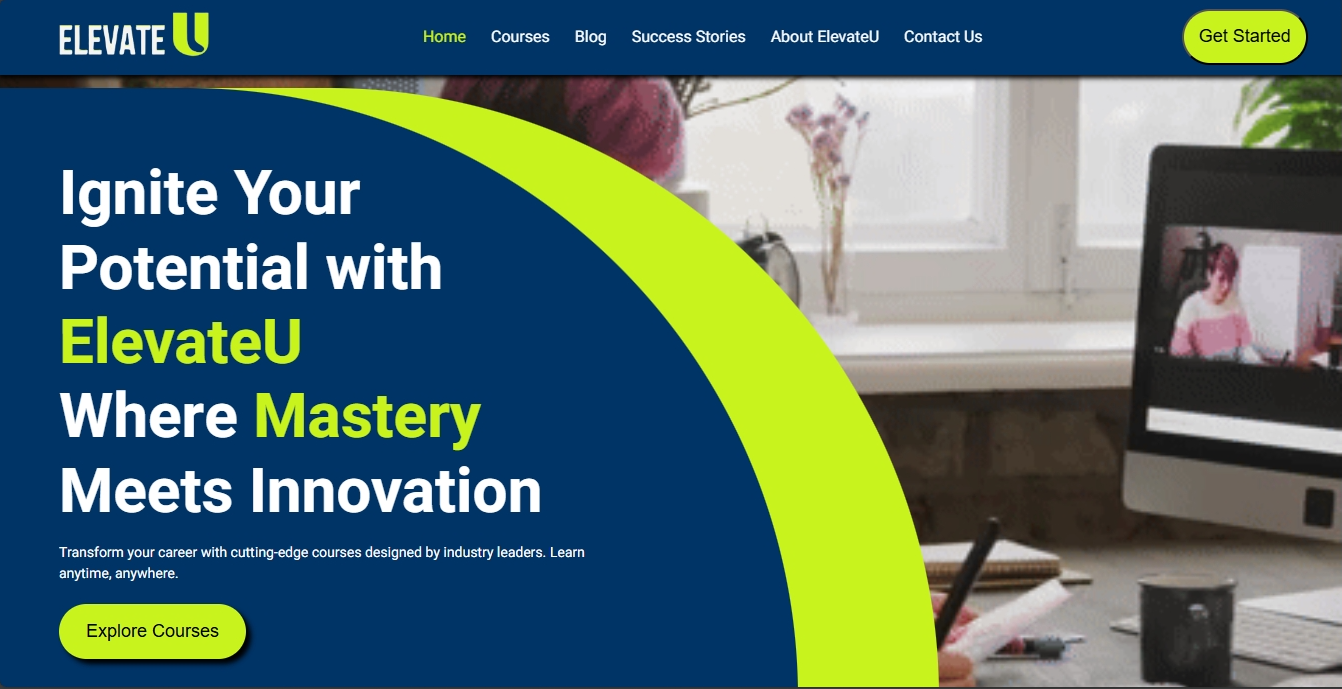 ELEVATE U
Home Courses Blog Success Stories About ElevateU Contact Us
Get Started
Ignite Your
Potential with
ElevateU
Where Mastery
Meets Innovation
Transform your career with cutting-edge courses designed by industry leaders. Learn
anytime, anywhere.
Explore Courses